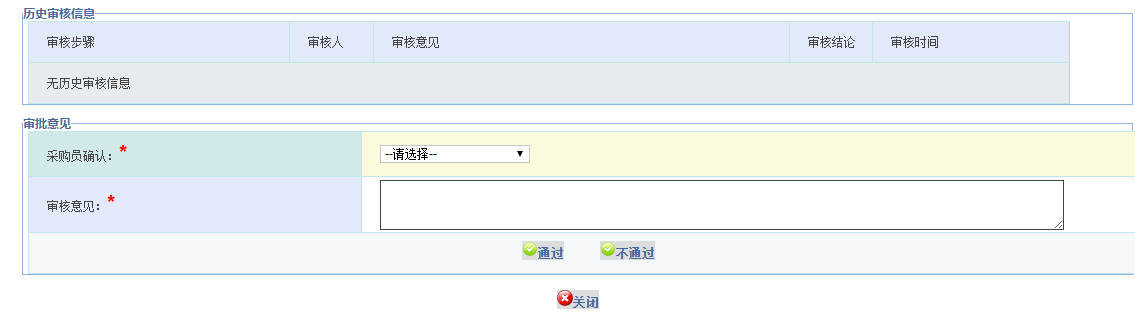 历史审核信息
审核步骤 审核人 审核意见 审核结论 审核时间
无历史审核信息
审批意见
采购员确认: * --请选择--
审核意见: *
通过 不通过
关闭